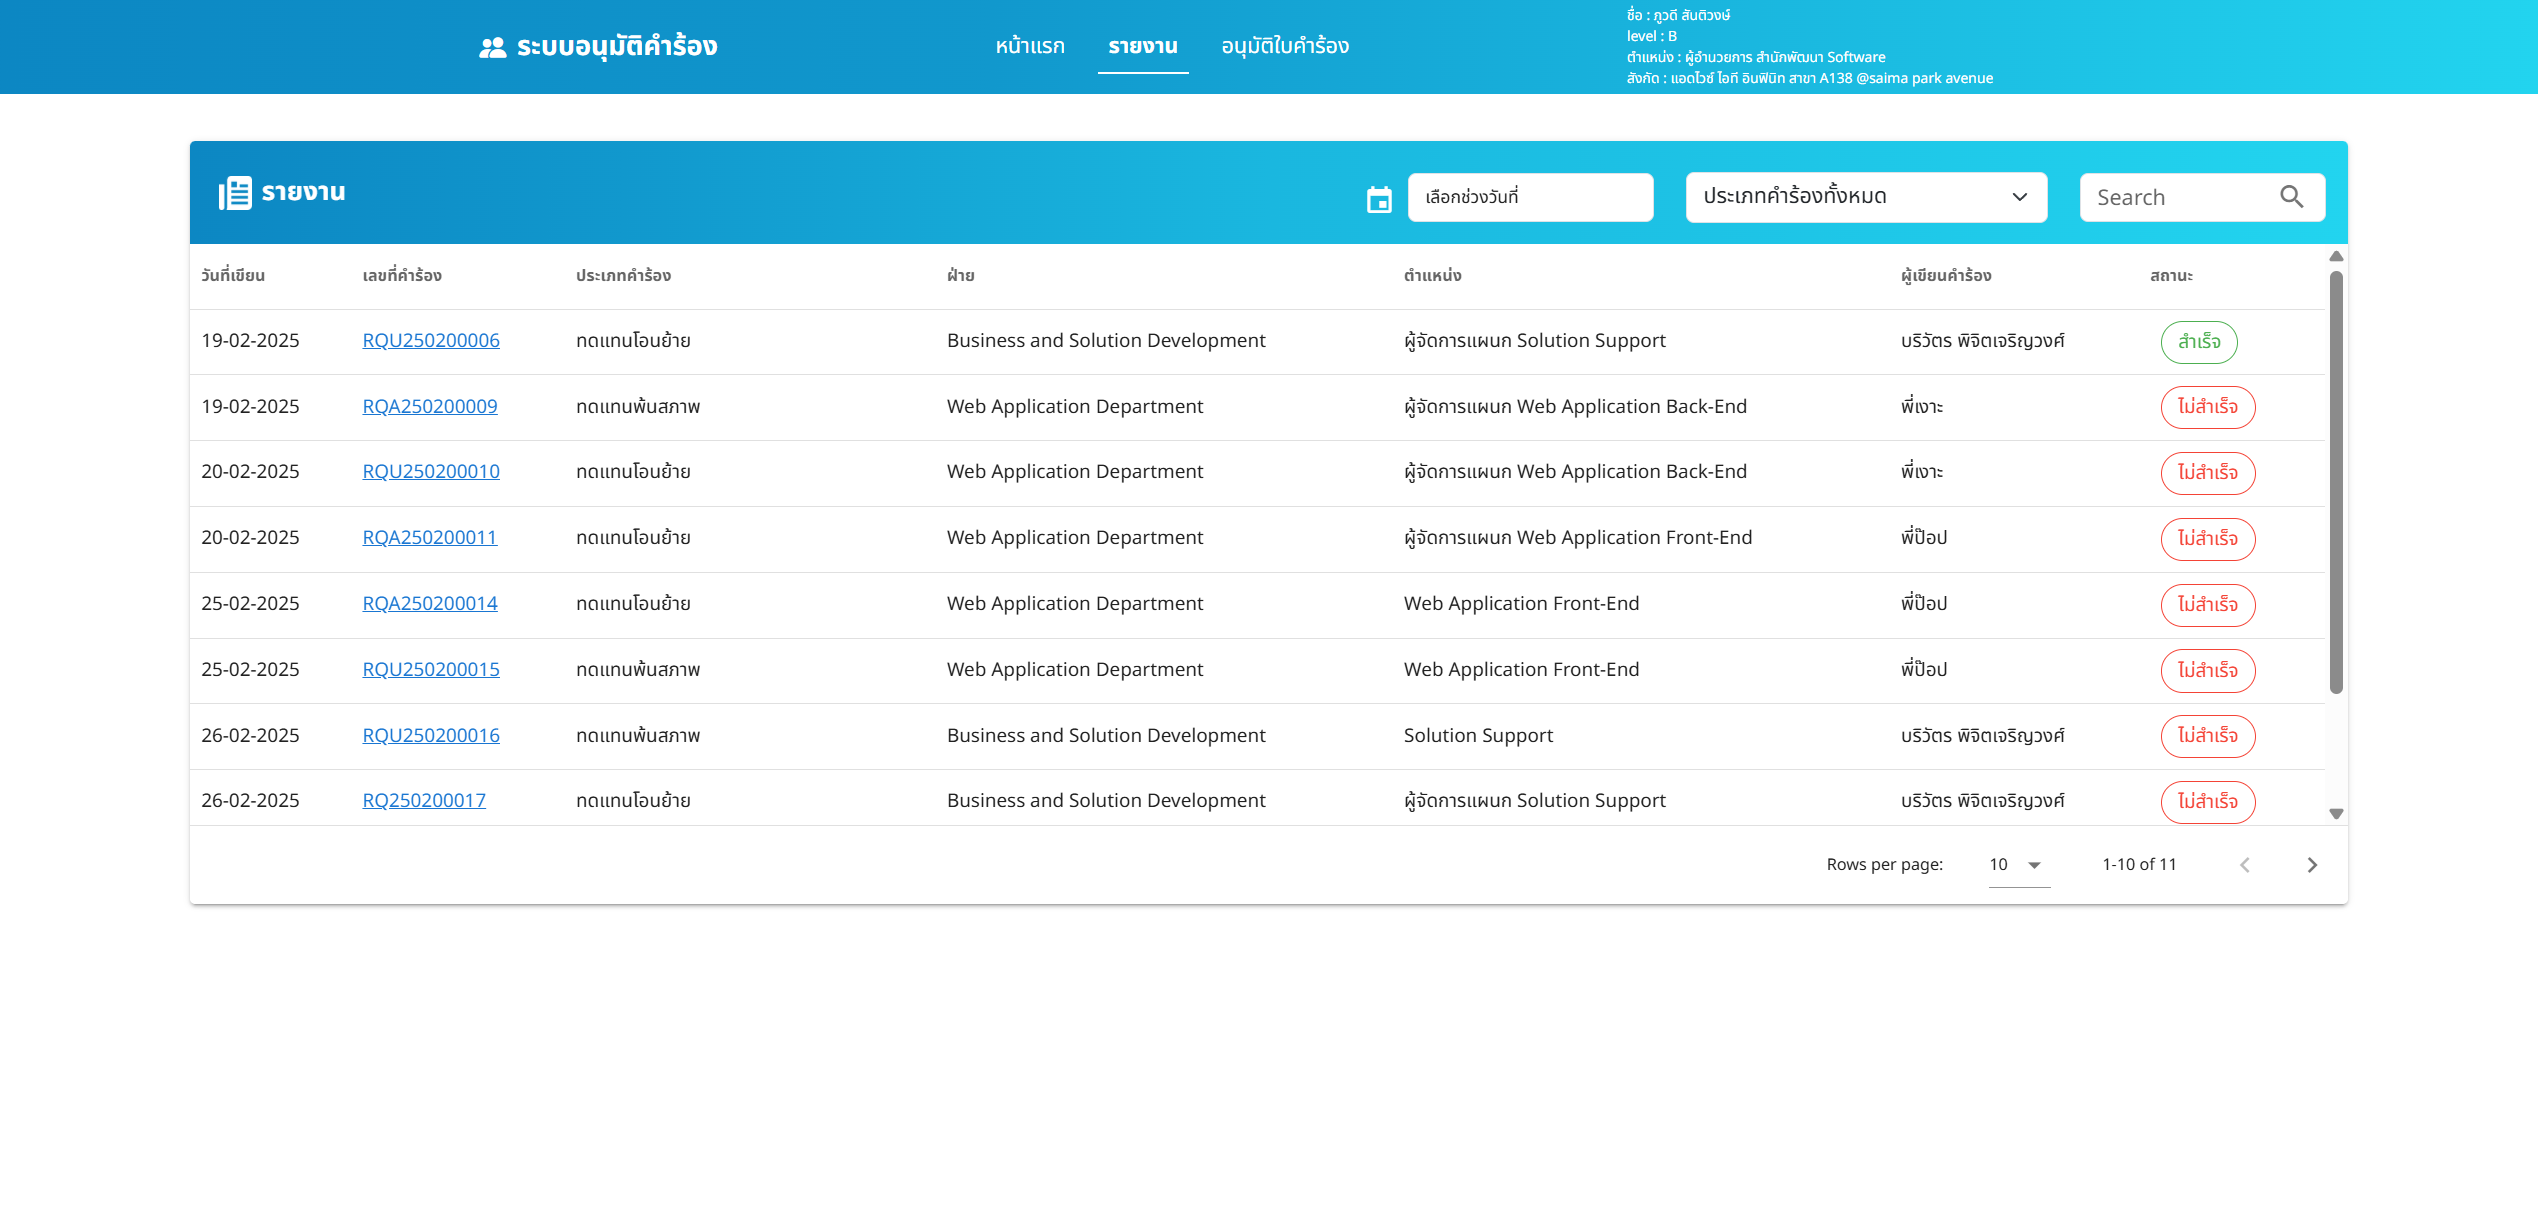 ระบบอนุมัติคำร้อง
หน้าแรก รายงาน อนุมัติใบคำร้อง
ชื่อ : ภูวดี สันติวงษ์
level : B
ตำแหน่ง : ผู้อำนวยการ สำนักพัฒนา Software
สังกัด : แอดไวซ์ ไอที อินฟินิท สาขา A138 @saima park avenue
รายงาน เลือกช่วงวันที่ ประเภทคำร้องทั้งหมด Search
วันที่เขียน เลขที่คำร้อง ประเภทคำร้อง ฝ่าย ตำแหน่ง ผู้เขียนคำร้อง สถานะ
19-02-2025 RQU250200006 ทดแทนโอนย้าย Business and Solution Development ผู้จัดการแผนก Solution Support บริวัตร พิจิตเจริญวงศ์ สำเร็จ
19-02-2025 RQA250200009 ทดแทนพ้นสภาพ Web Application Department ผู้จัดการแผนก Web Application Back-End พี่เงาะ ไม่สำเร็จ
20-02-2025 RQU250200010 ทดแทนโอนย้าย Web Application Department ผู้จัดการแผนก Web Application Back-End พี่เงาะ ไม่สำเร็จ
20-02-2025 RQA250200011 ทดแทนโอนย้าย Web Application Department ผู้จัดการแผนก Web Application Front-End พี่ป๊อป ไม่สำเร็จ
25-02-2025 RQA250200014 ทดแทนโอนย้าย Web Application Department Web Application Front-End พี่ป๊อป ไม่สำเร็จ
25-02-2025 RQU250200015 ทดแทนพ้นสภาพ Web Application Department Web Application Front-End พี่ป๊อป ไม่สำเร็จ
26-02-2025 RQU250200016 ทดแทนพ้นสภาพ Business and Solution Development Solution Support บริวัตร พิจิตเจริญวงศ์ ไม่สำเร็จ
26-02-2025 RQ250200017 ทดแทนโอนย้าย Business and Solution Development ผู้จัดการแผนก Solution Support บริวัตร พิจิตเจริญวงศ์ ไม่สำเร็จ
Rows per page: 10 1-10 of 11